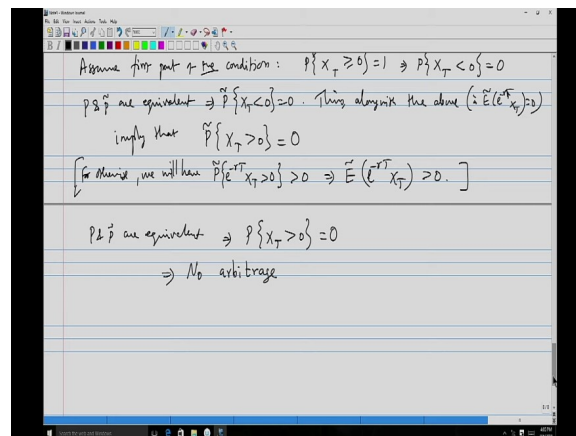 Assume first part of the condition: P{X_T ≥ 0} = 1 ⇒ P{X_T < 0} = 0
P & P̃ are equivalent ⇒ P̃{X_T < 0} = 0. This, alongwith the above (∵ Ẽ(e^{-rT} X_T) = 0)
imply that P̃{X_T > 0} = 0
[For otherwise, we will have P̃{e^{-rT} X_T > 0} > 0 ⇒ Ẽ(e^{-rT} X_T) > 0. ]
P & P̃ are equivalent ⇒ P{X_T > 0} = 0
⇒ No arbitrage